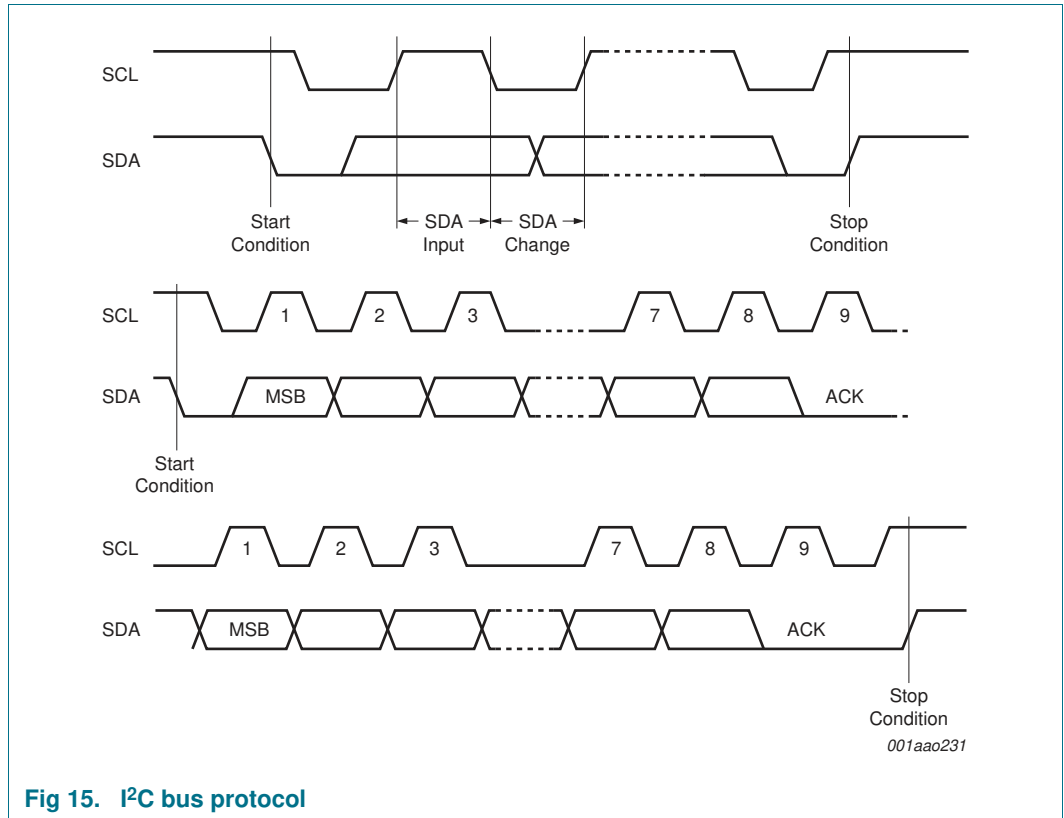 SCL
SDA
Start
Condition
SDA
Input
SDA
Change
Stop
Condition
SCL
1 2 3 7 8 9
SDA
MSB ACK
Start
Condition
SCL
1 2 3 7 8 9
SDA
MSB ACK
Stop
Condition
001aao231
Fig 15. I²C bus protocol